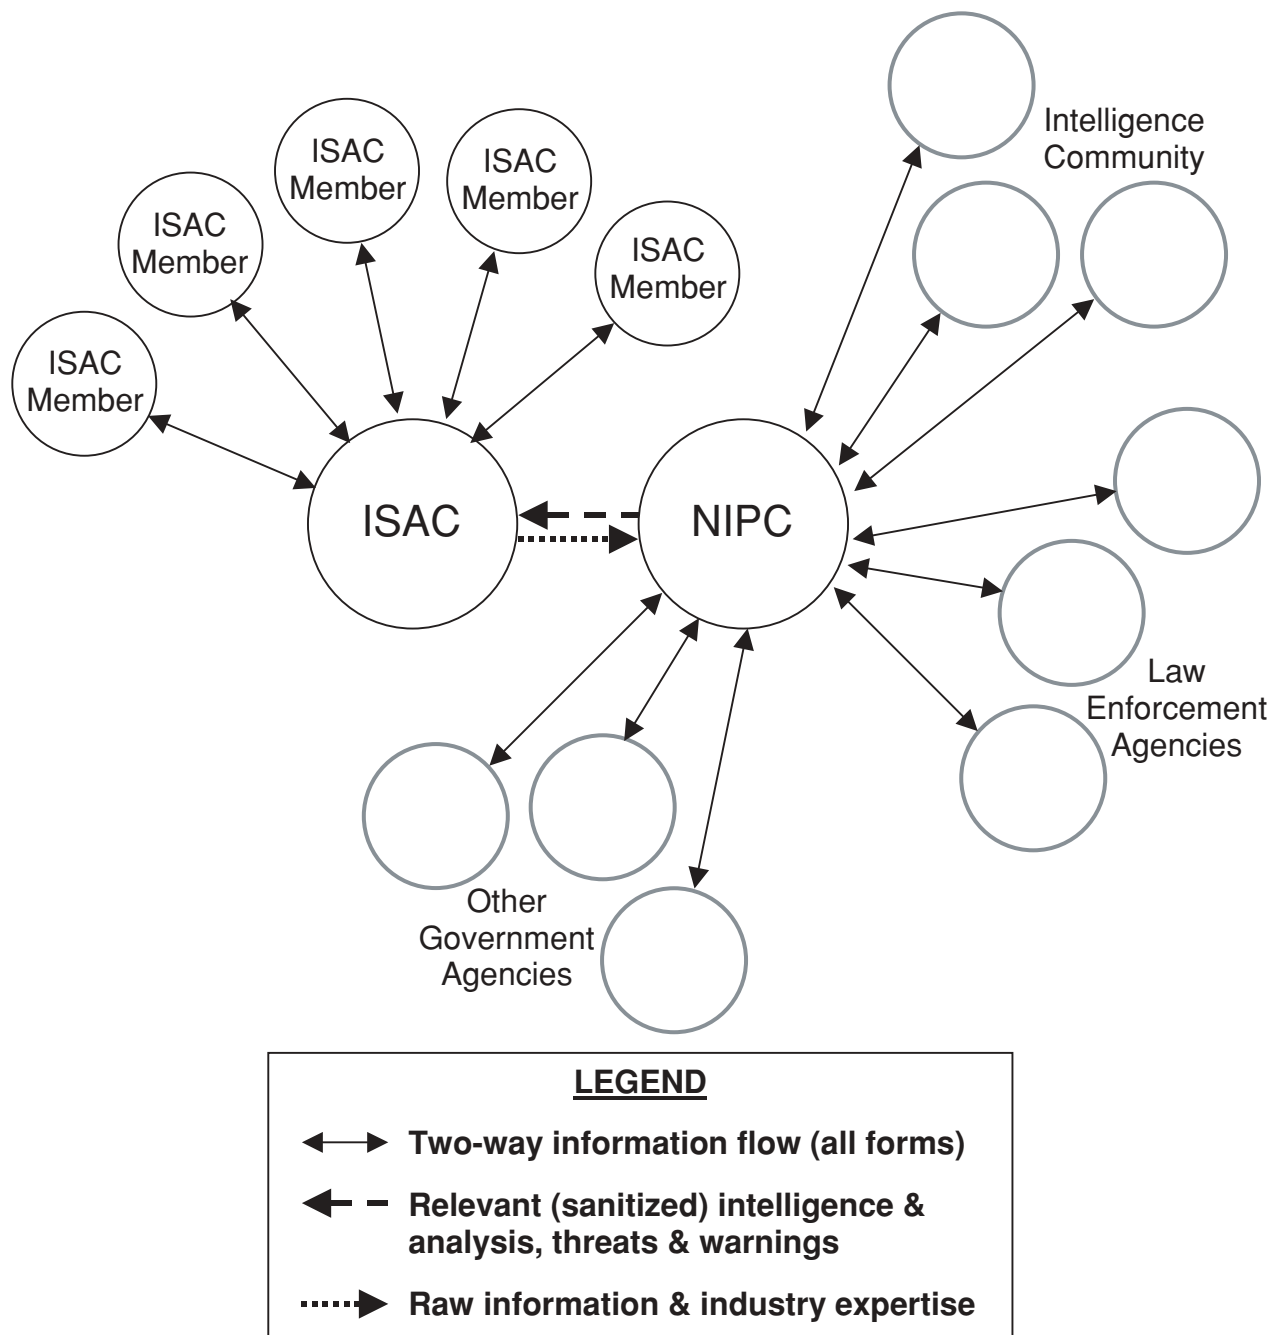 Intelligence
Community
ISAC
Member
ISAC
Member
ISAC
Member
ISAC
Member
ISAC
Member
ISAC
NIPC
Law
Enforcement
Agencies
Other
Government
Agencies
LEGEND
Two-way information flow (all forms)
Relevant (sanitized) intelligence &
analysis, threats & warnings
Raw information & industry expertise